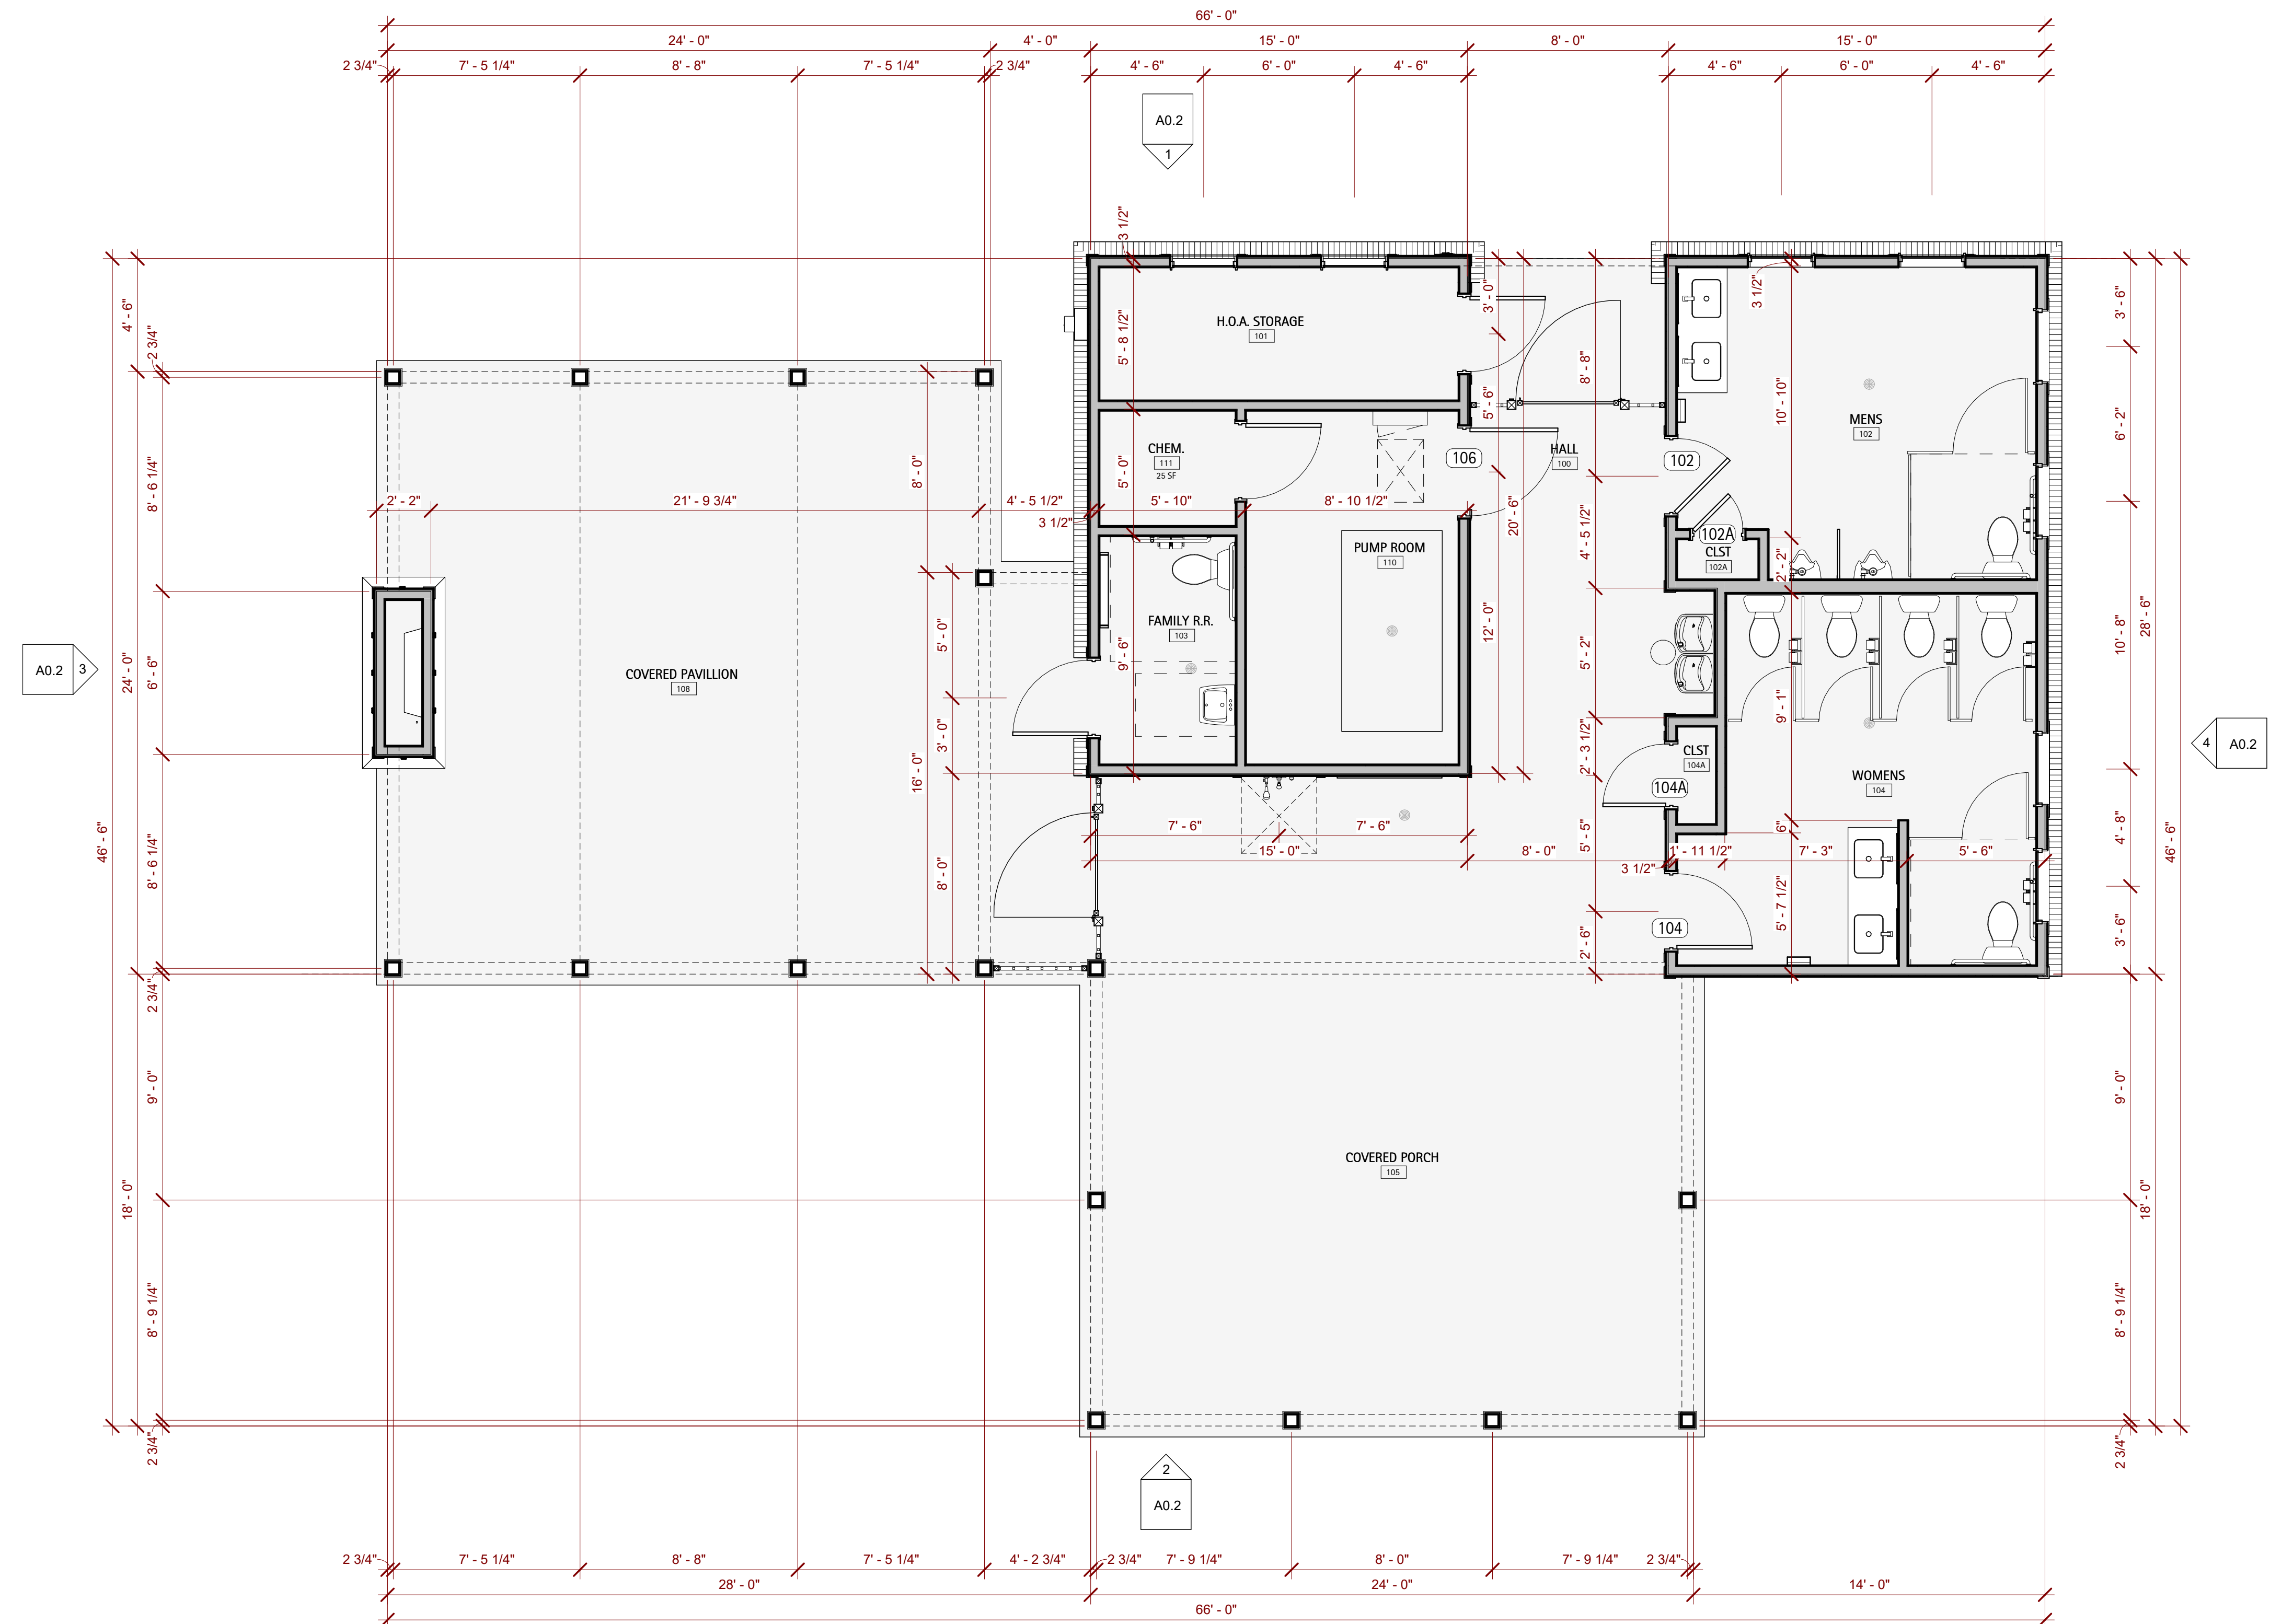 66' - 0"
24' - 0"
4' - 0"
15' - 0"
8' - 0"
15' - 0"
2 3/4"
7' - 5 1/4"
8' - 8"
7' - 5 1/4"
2 3/4"
4' - 6"
6' - 0"
4' - 6"
4' - 6"
6' - 0"
4' - 6"
A0.2
1
3 1/2"
3 1/2"
4' - 6"
2 3/4"
3' - 0"
3' - 6"
H.O.A. STORAGE
101
5' - 8 1/2"
8' - 8"
5' - 6"
10' - 10"
MENS
102
6' - 2"
8' - 6 1/4"
8' - 0"
CHEM.
111
25 SF
5' - 0"
106
HALL
100
102
2' - 2"
21' - 9 3/4"
4' - 5 1/2"
3 1/2"
5' - 10"
8' - 10 1/2"
20' - 6"
4' - 5 1/2"
102A
CLST
102A
2' - 2"
PUMP ROOM
110
FAMILY R.R.
103
9' - 6"
5' - 0"
12' - 0"
5' - 2"
10' - 8"
28' - 6"
A0.2
3
24' - 0"
6' - 6"
COVERED PAVILLION
108
3' - 0"
16' - 0"
2' - 3 1/2"
CLST
104A
104A
9' - 1"
WOMENS
104
4
A0.2
46' - 6"
8' - 6 1/4"
8' - 0"
7' - 6"
7' - 6"
15' - 0"
8' - 0"
5' - 5"
3 1/2"
1' - 11 1/2"
6"
7' - 3"
5' - 6"
4' - 8"
46' - 6"
104
5' - 7 1/2"
2' - 6"
3' - 6"
2 3/4"
9' - 0"
9' - 0"
COVERED PORCH
105
18' - 0"
18' - 0"
8' - 9 1/4"
8' - 9 1/4"
2 3/4"
2 3/4"
2
A0.2
2 3/4"
7' - 5 1/4"
8' - 8"
7' - 5 1/4"
4' - 2 3/4"
2 3/4"
7' - 9 1/4"
8' - 0"
7' - 9 1/4"
2 3/4"
28' - 0"
24' - 0"
14' - 0"
66' - 0"